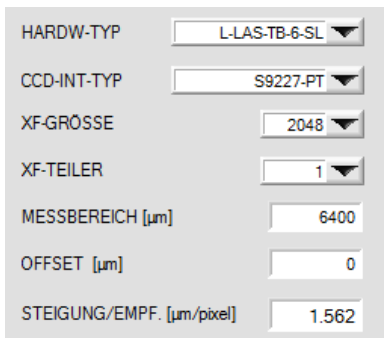 HARDW-TYP L-LAS-TB-6-SL
CCD-INT-TYP S9227-PT
XF-GRÖSSE 2048
XF-TEILER 1
MESSBEREICH [µm] 6400
OFFSET [µm] 0
STEIGUNG/EMPF. [µm/pixel] 1.562